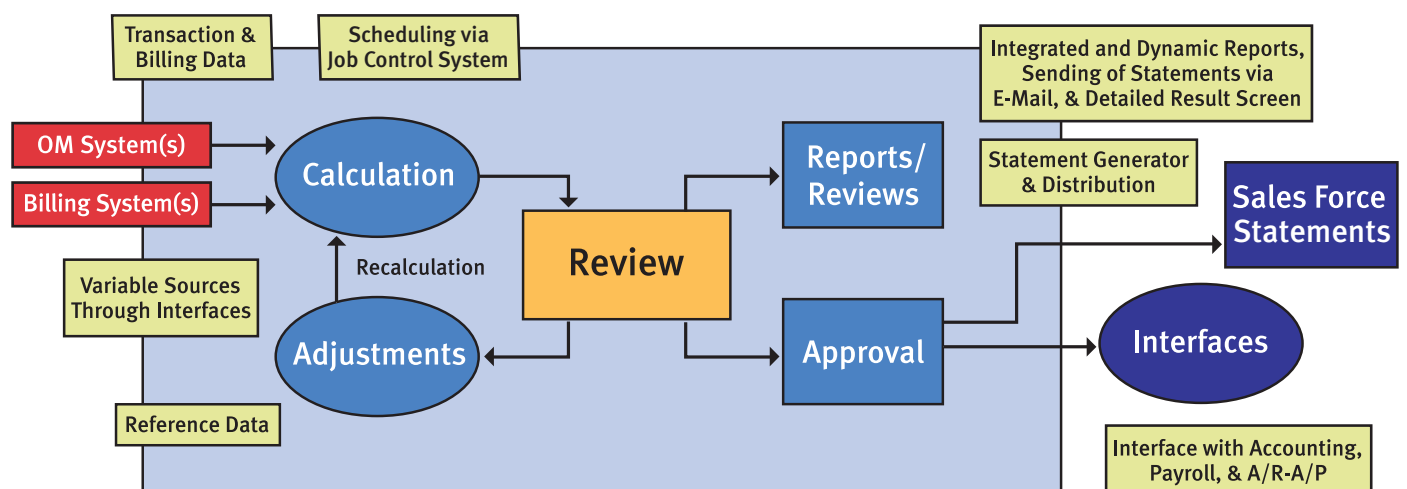 Transaction &
Billing Data
Scheduling via
Job Control System
Integrated and Dynamic Reports,
Sending of Statements via
E-Mail, & Detailed Result Screen
OM System(s)
Billing System(s)
Calculation
Reports/
Reviews
Statement Generator
& Distribution
Sales Force
Statements
Variable Sources
Through Interfaces
Recalculation
Review
Adjustments
Approval
Interfaces
Reference Data
Interface with Accounting,
Payroll, & A/R-A/P